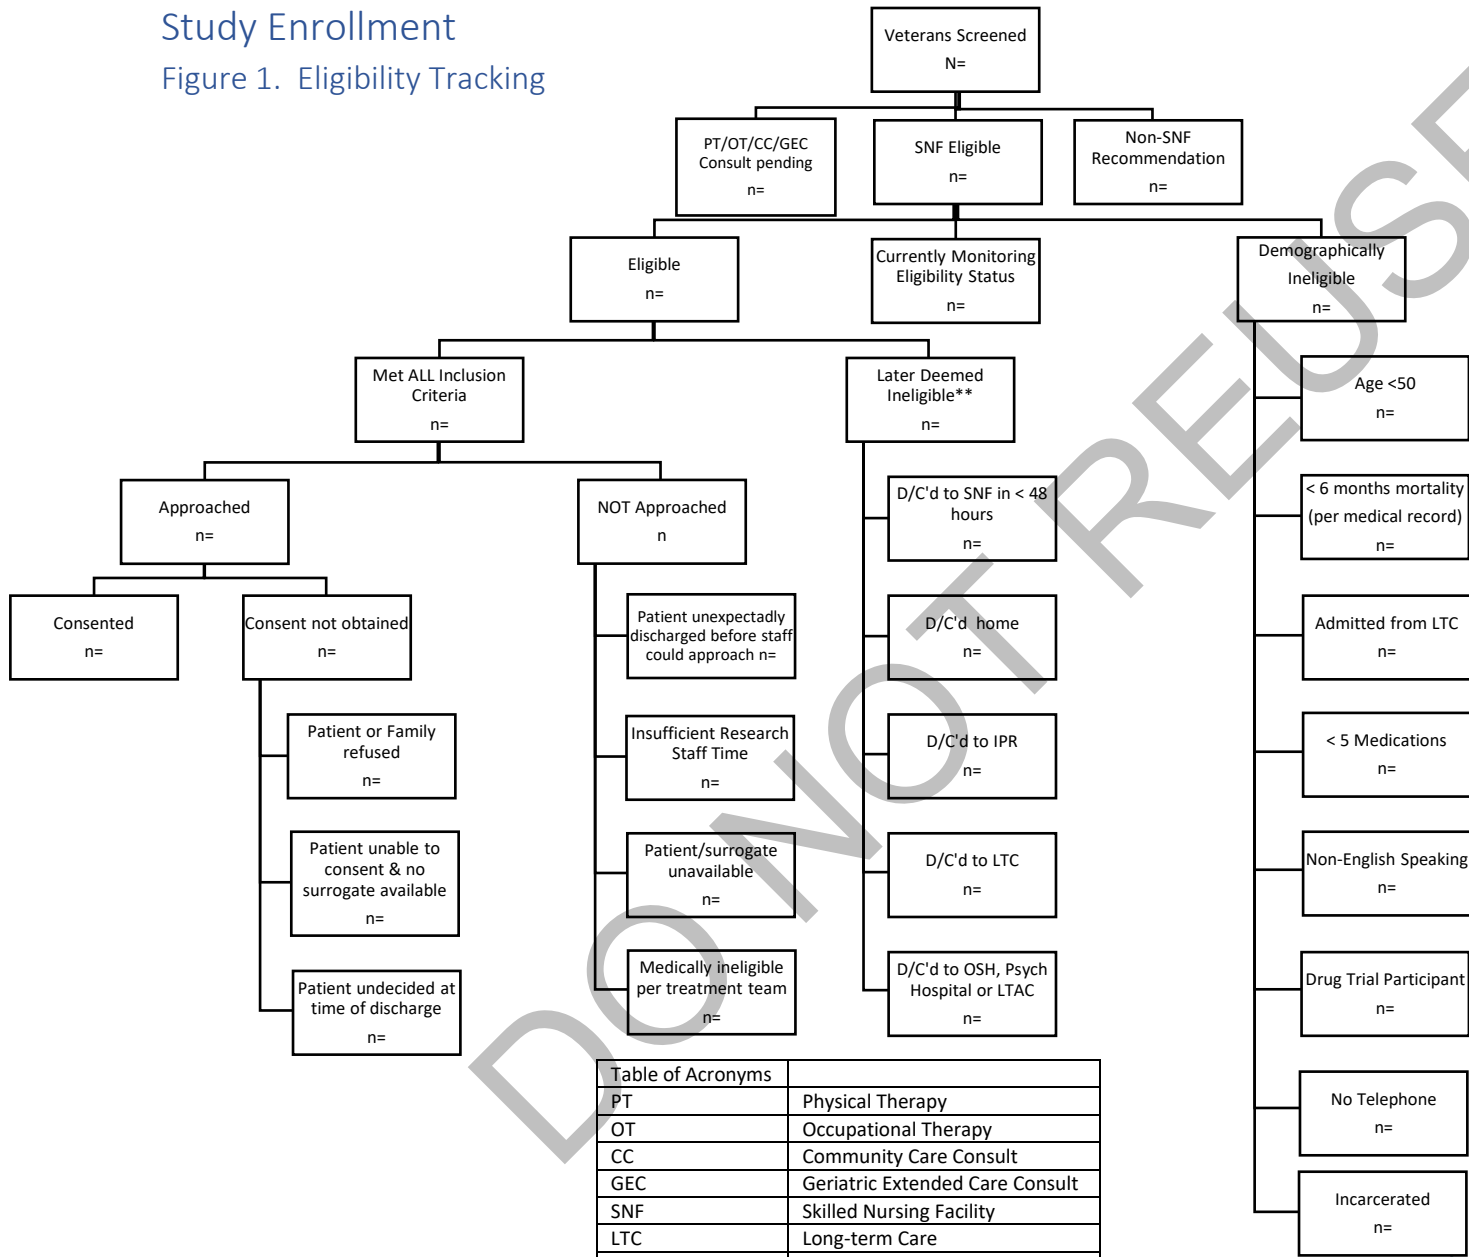 Study Enrollment
Figure 1.  Eligibility Tracking
Veterans Screened
N=
PT/OT/CC/GEC
Consult pending
n=
SNF Eligible
n=
Non-SNF
Recommendation
n=
Eligible
n=
Currently Monitoring
Eligibility Status
n=
Demographically
Ineligible
n=
Met ALL Inclusion
Criteria
n=
Later Deemed
Ineligible**
n=
Approached
n=
NOT Approached
n
Consented
n=
Consent not obtained
n=
Patient or Family
refused
n=
Patient unable to
consent & no
surrogate available
n=
Patient undecided at
time of discharge
n=
Patient unexpectadly
discharged before staff
could approach n=
Insufficient Research
Staff Time
n=
Patient/surrogate
unavailable
n=
Medically ineligible
per treatment team
n=
D/C'd to SNF in < 48
hours
n=
D/C'd  home
n=
D/C'd to IPR
n=
D/C'd to LTC
n=
D/C'd to OSH, Psych
Hospital or LTAC
n=
Age <50
n=
< 6 months mortality
(per medical record)
n=
Admitted from LTC
n=
< 5 Medications
n=
Non-English Speaking
n=
Drug Trial Participant
n=
No Telephone
n=
Incarcerated
n=
Table of Acronyms
PT Physical Therapy
OT Occupational Therapy
CC Community Care Consult
GEC Geriatric Extended Care Consult
SNF Skilled Nursing Facility
LTC Long-term Care
DO NOT REUSE